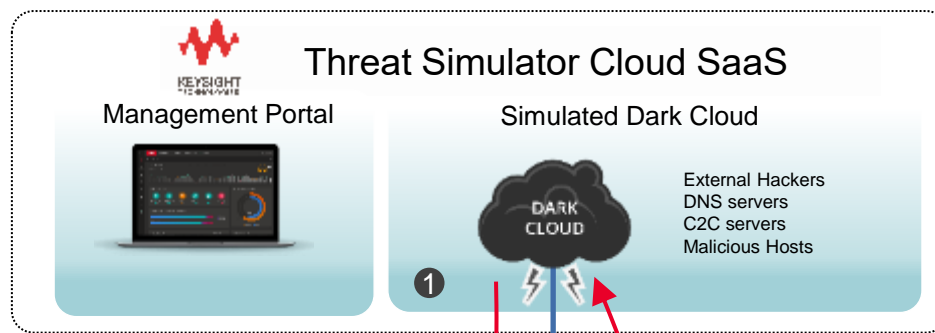 Threat Simulator Cloud SaaS
KEYSIGHT
TECHNOLOGIES
Management Portal
Simulated Dark Cloud
DARK
CLOUD
External Hackers
DNS servers
C2C servers
Malicious Hosts
1